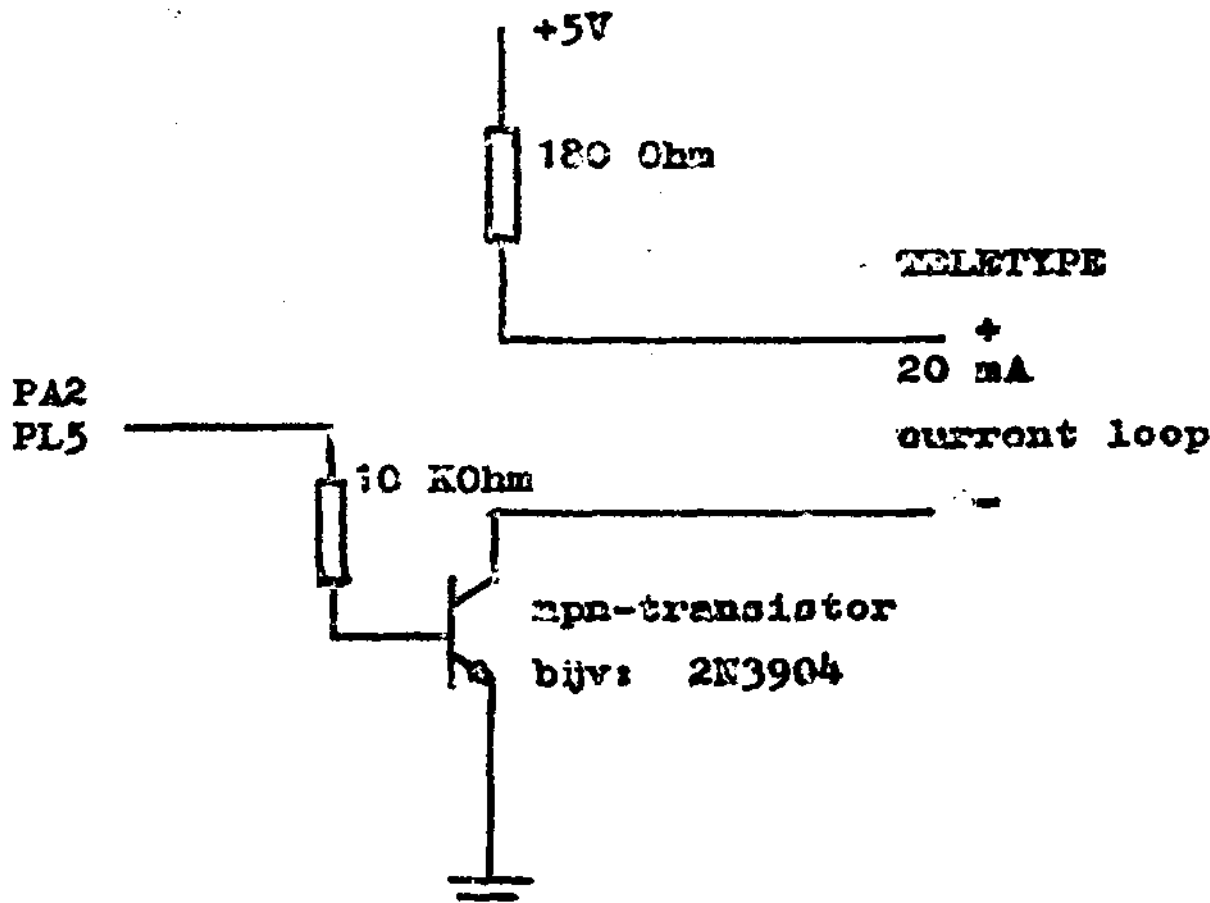 +5V
180 Ohm
TELETYPE
+
20 mA
current loop
-
PA2
PL5
10 KOhm
npn-transistor
bijv: 2N3904